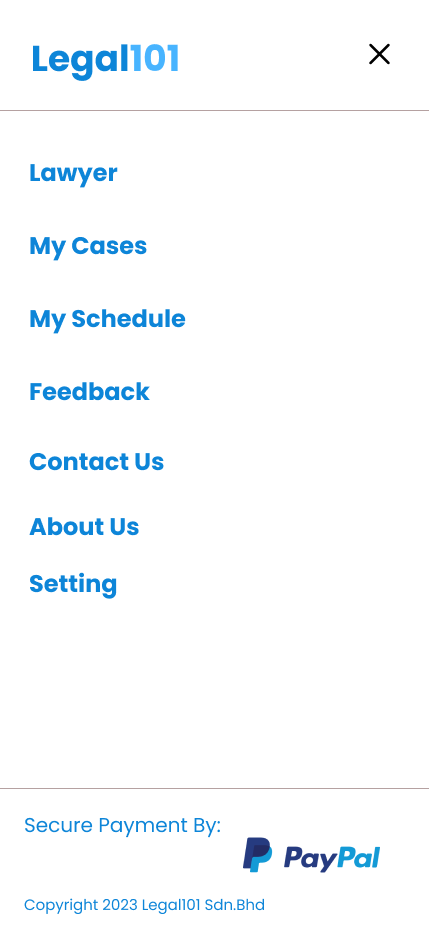 Legal101
Lawyer
My Cases
My Schedule
Feedback
Contact Us
About Us
Setting
Secure Payment By:
PayPal
Copyright 2023 Legal101 Sdn.Bhd